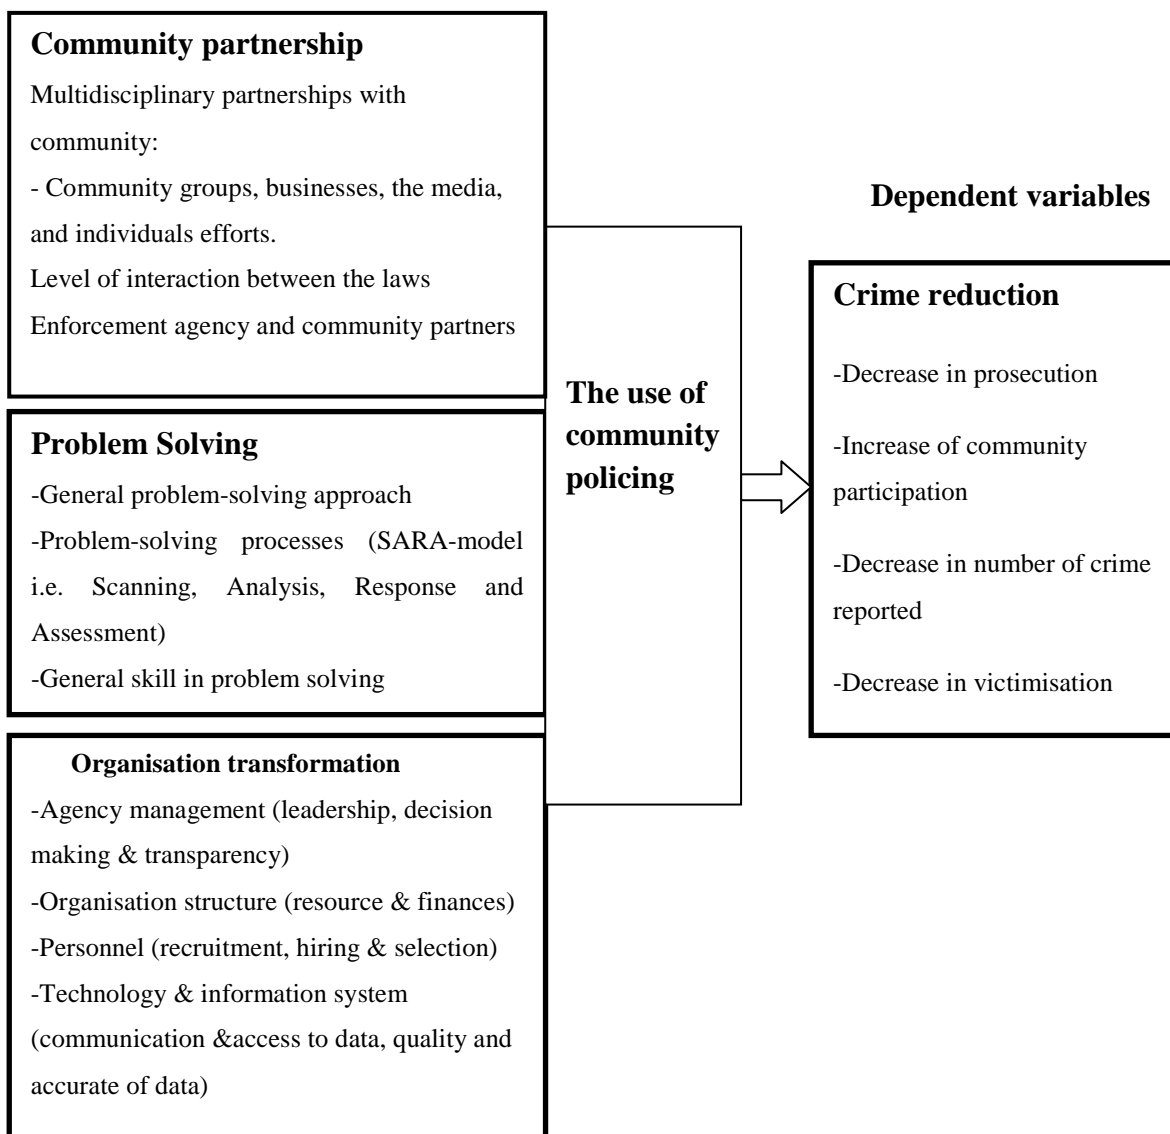 Community partnership
Multidisciplinary partnerships with
community:
- Community groups, businesses, the media,
and individuals efforts.
Level of interaction between the laws
Enforcement agency and community partners
Problem Solving
-General problem-solving approach
-Problem-solving processes (SARA-model
i.e. Scanning, Analysis, Response and
Assessment)
-General skill in problem solving
Organisation transformation
-Agency management (leadership, decision
making & transparency)
-Organisation structure (resource & finances)
-Personnel (recruitment, hiring & selection)
-Technology & information system
(communication &access to data, quality and
accurate of data)
The use of
community
policing
Dependent variables
Crime reduction
-Decrease in prosecution
-Increase of community
participation
-Decrease in number of crime
reported
-Decrease in victimisation